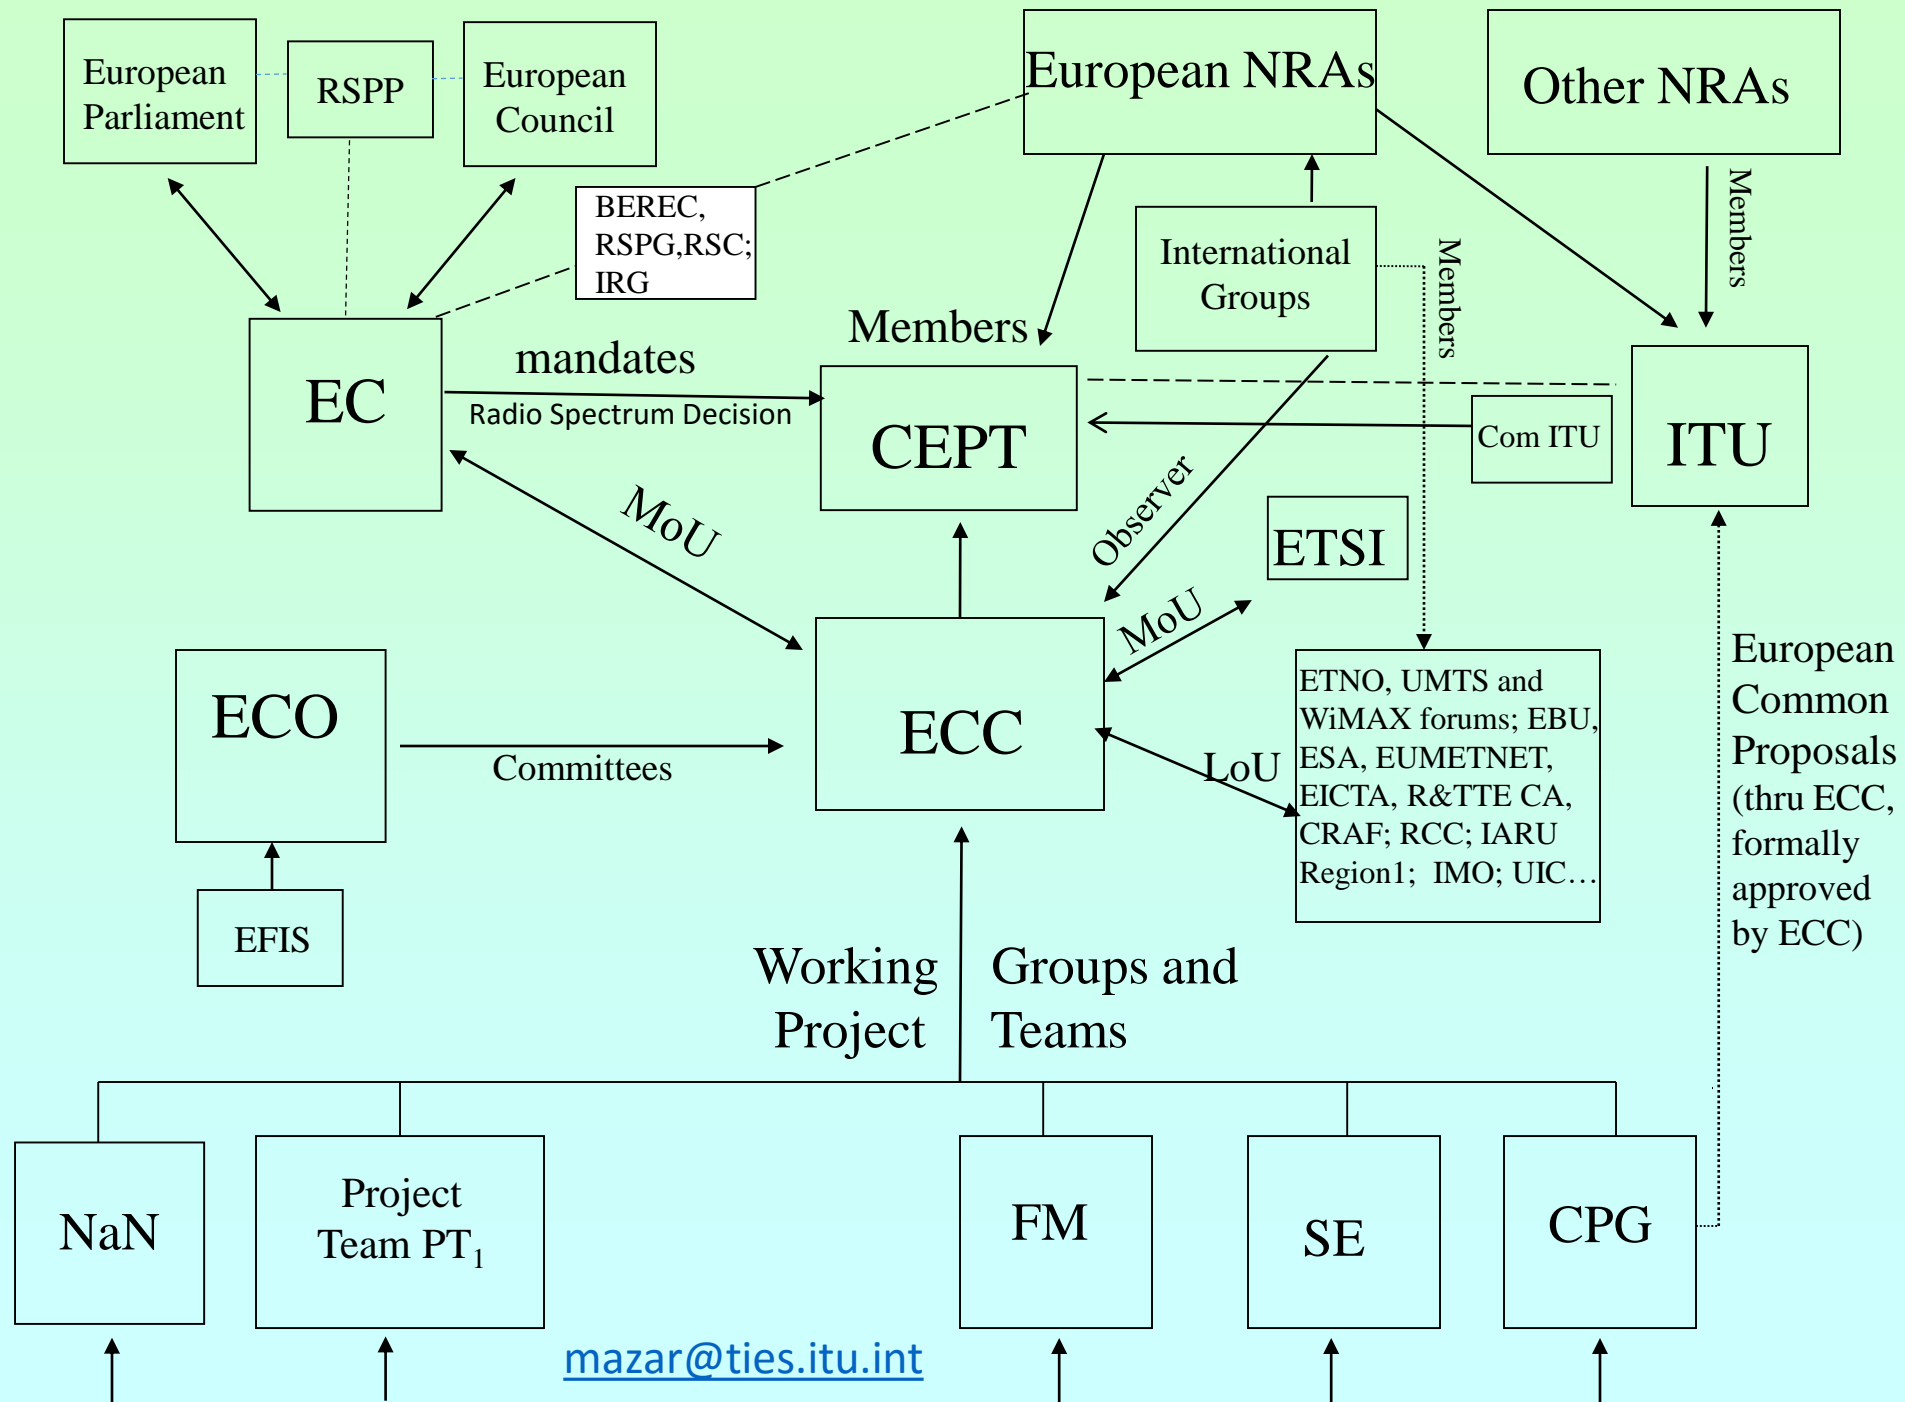 European
Parliament
RSPP
European
Council
European NRAs
Other NRAs
BEREC,
RSPG,RSC;
IRG
International
Groups
Members
Members
Members
EC
mandates
Radio Spectrum Decision
CEPT
Com ITU
ITU
MoU
Observer
ETSI
MoU
ECO
Committees
ECC
LoU
ETNO, UMTS and
WiMAX forums; EBU,
ESA, EUMETNET,
EICTA, R&TTE CA,
CRAF; RCC; IARU
Region1; IMO; UIC…
European
Common
Proposals
(thru ECC,
formally
approved
by ECC)
EFIS
Working Groups and
Project Teams
NaN
Project
Team PT1
FM
SE
CPG
mazar@ties.itu.int